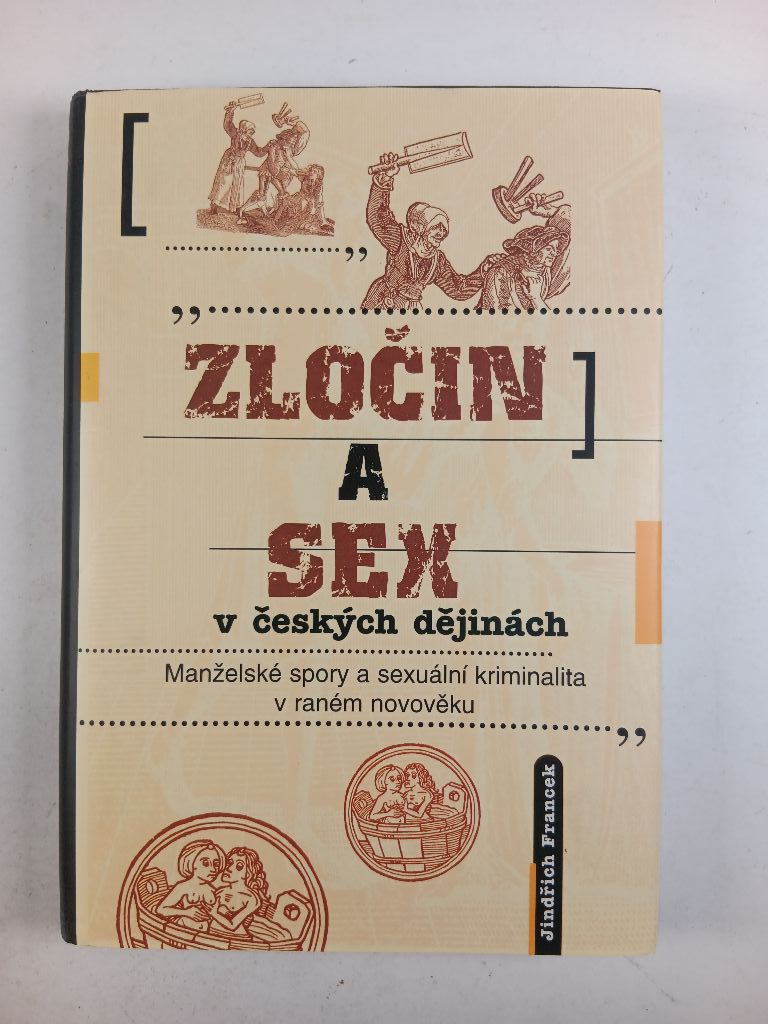 ZLOČIN
A
SEX
v českých dějinách
Manželské spory a sexuální kriminalita
v raném novověku
Jindřich Francek